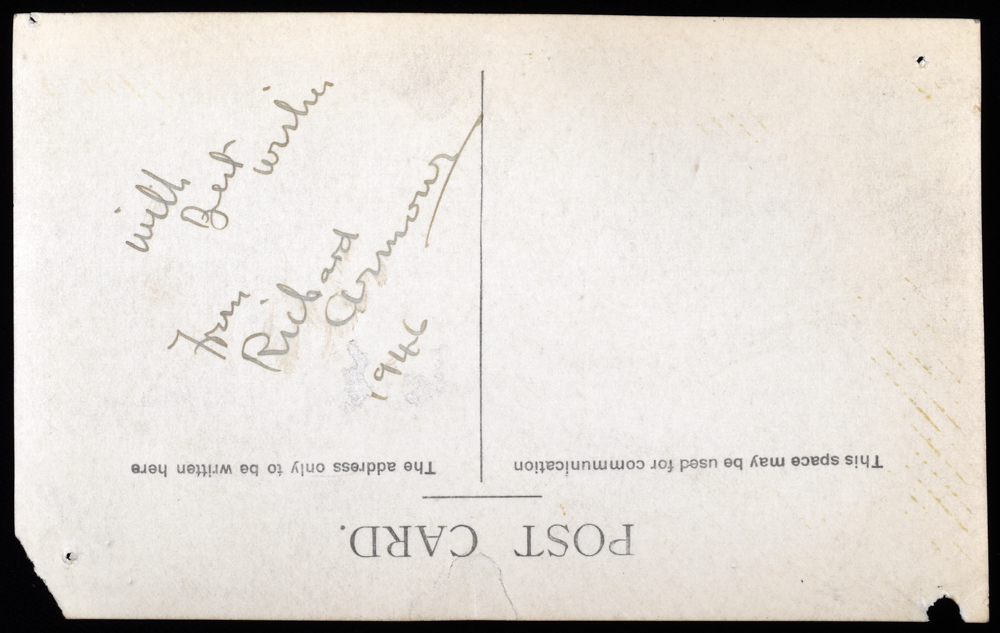 with
Best wishes
From
Richard
Armour
1946
The address only to be written here
This space may be used for communication
POST CARD.